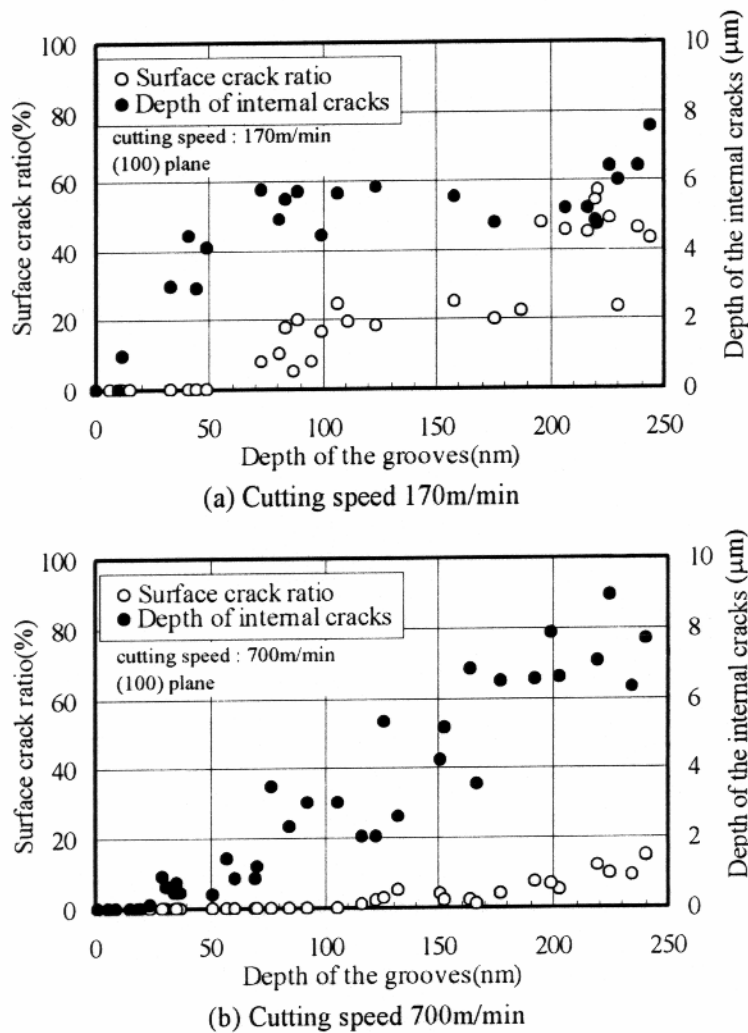 100
80
60
40
20
0
Surface crack ratio(%)
○ Surface crack ratio
● Depth of internal cracks
cutting speed : 170m/min
(100) plane
10
8
6
4
2
0
Depth of the internal cracks (μm)
0 50 100 150 200 250
Depth of the grooves(nm)
(a) Cutting speed 170m/min
100
80
60
40
20
0
Surface crack ratio(%)
○ Surface crack ratio
● Depth of internal cracks
cutting speed : 700m/min
(100) plane
10
8
6
4
2
0
Depth of the internal cracks (μm)
0 50 100 150 200 250
Depth of the grooves(nm)
(b) Cutting speed 700m/min